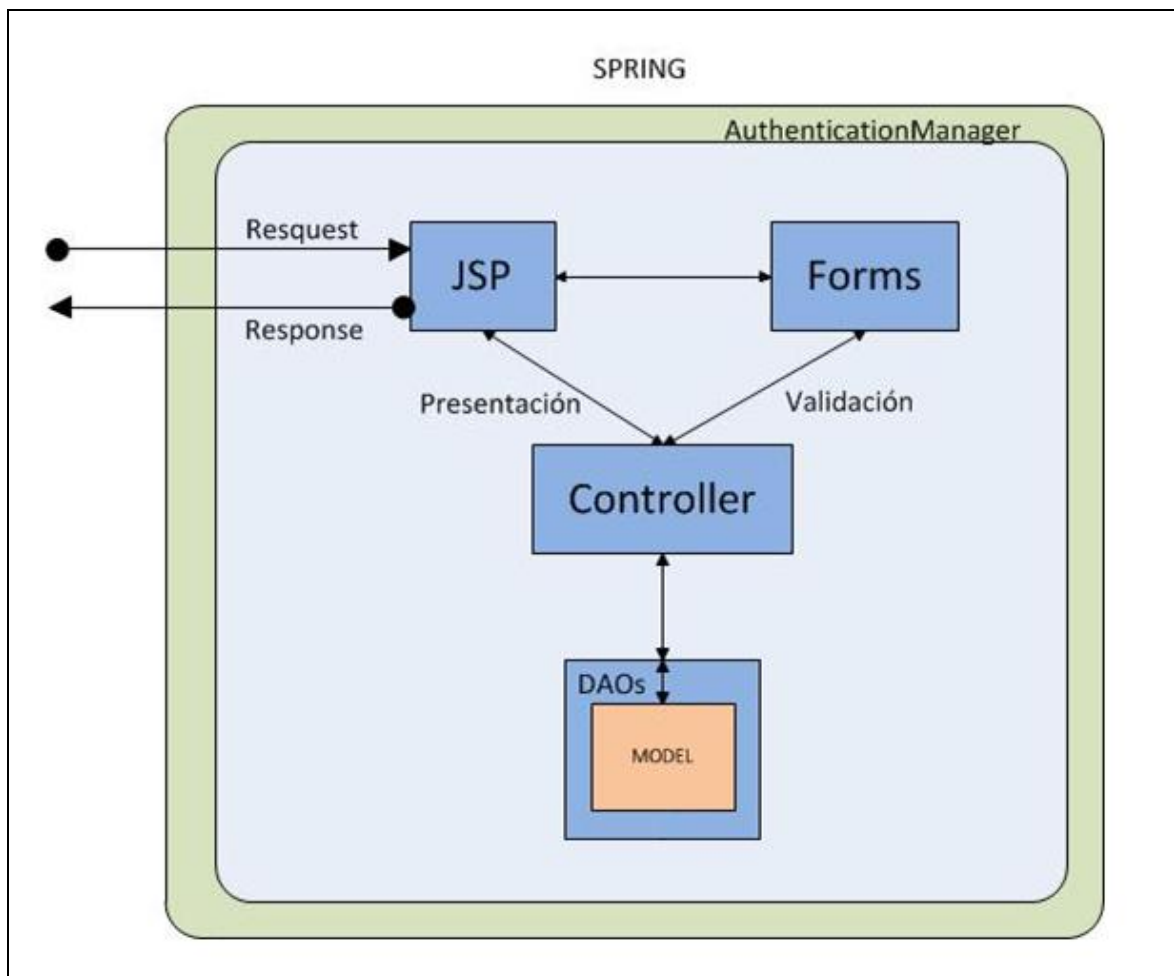 SPRING
AuthenticationManager
Resquest
JSP
Forms
Response
Presentación
Validación
Controller
DAOs
MODEL